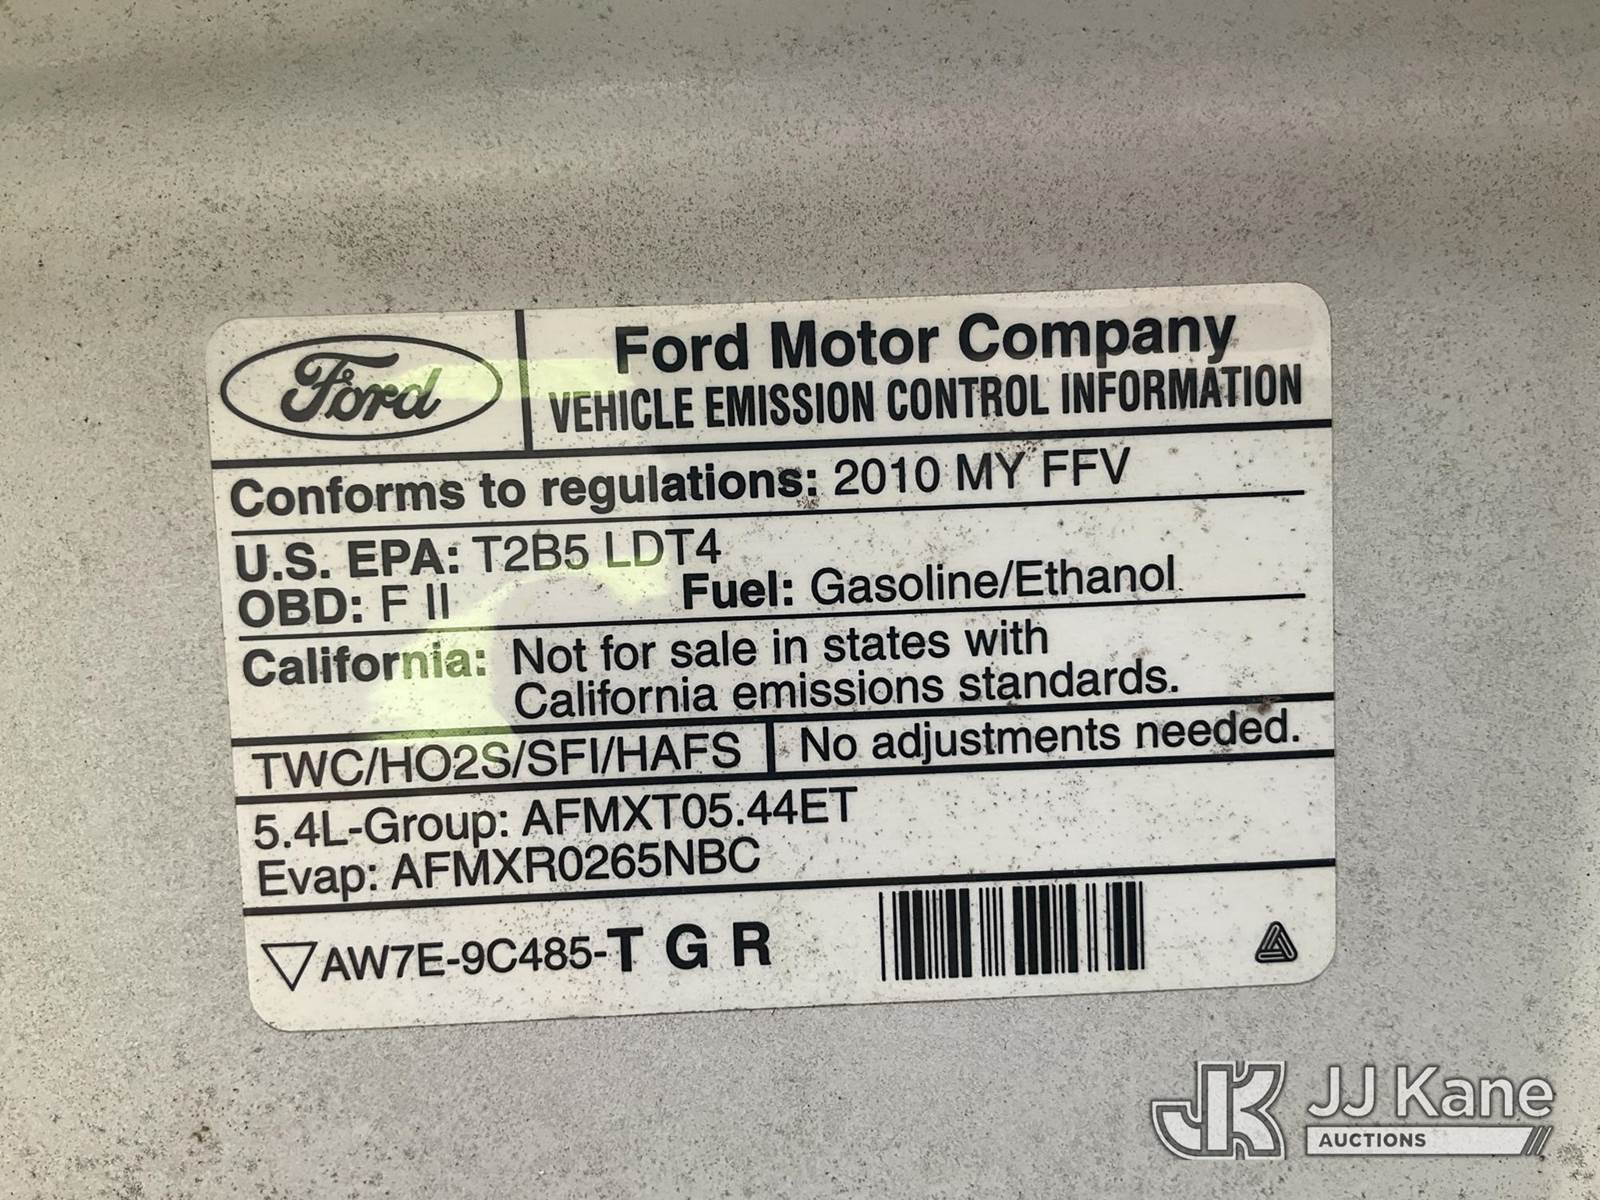 Ford
Ford Motor Company
VEHICLE EMISSION CONTROL INFORMATION
Conforms to regulations: 2010 MY FFV
U.S. EPA: T2B5 LDT4
OBD: F II Fuel: Gasoline/Ethanol
California: Not for sale in states with
California emissions standards.
TWC/HO2S/SFI/HAFS No adjustments needed.
5.4L-Group: AFMXT05.44ET
Evap: AFMXR0265NBC
AW7E-9C485-T G R
JK JJ Kane
AUCTIONS